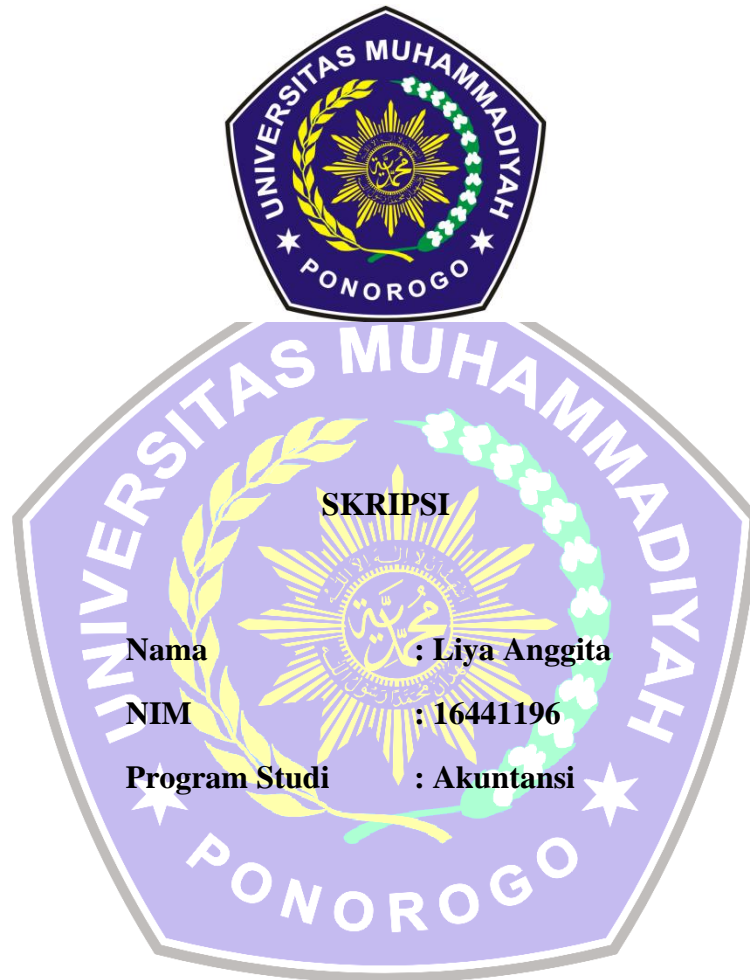 UNIVERSITAS MUHAMMADIYAH
PONOROGO
UNIVERSITAS MUHAMMADIYAH
SKRIPSI
Nama : Liya Anggita
NIM : 16441196
Program Studi : Akuntansi
PONOROGO